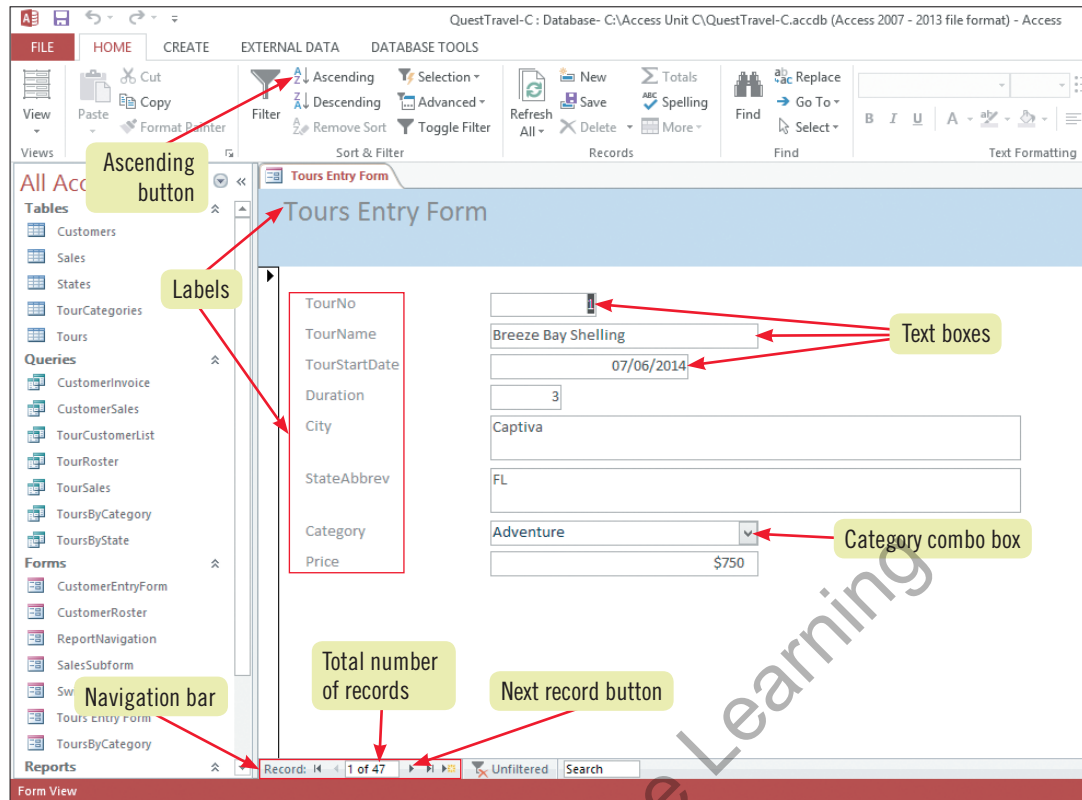 QuestTravel-C : Database- C:\Access Unit C\QuestTravel-C.accdb (Access 2007 - 2013 file format) - Access
FILE HOME CREATE EXTERNAL DATA DATABASE TOOLS
View
Views
Paste
Cut
Copy
Format Painter
Filter
Ascending
Descending
Remove Sort
Selection
Advanced
Toggle Filter
Sort & Filter
Refresh
All
New
Save
Delete
Totals
Spelling
More
Records
Find
Replace
Go To
Select
Find
B I U A
Text Formatting
Ascending
button
All Acc
Tables
Customers
Sales
States
TourCategories
Tours
Queries
CustomerInvoice
CustomerSales
TourCustomerList
TourRoster
TourSales
ToursByCategory
ToursByState
Forms
CustomerEntryForm
CustomerRoster
ReportNavigation
SalesSubform
Sw
Tours Entry Form
ToursByCategory
Reports
Labels
Navigation bar
Tours Entry Form
Tours Entry Form
TourNo 1
TourName Breeze Bay Shelling
TourStartDate 07/06/2014
Duration 3
City Captiva
StateAbbrev FL
Category Adventure
Price $750
Text boxes
Category combo box
Total number
of records
Next record button
Record: 1 of 47 Unfiltered Search
Form View
Learning